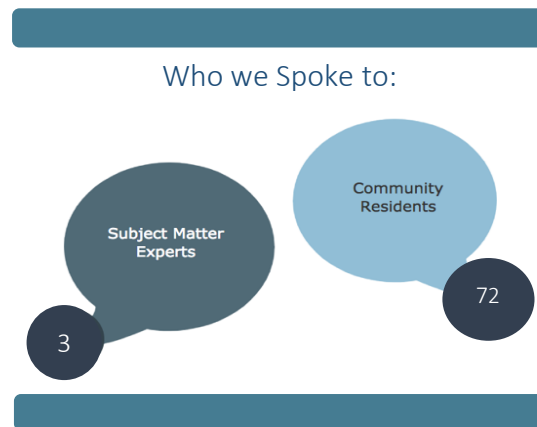 Who we Spoke to:
Subject Matter
Experts
3
Community
Residents
72